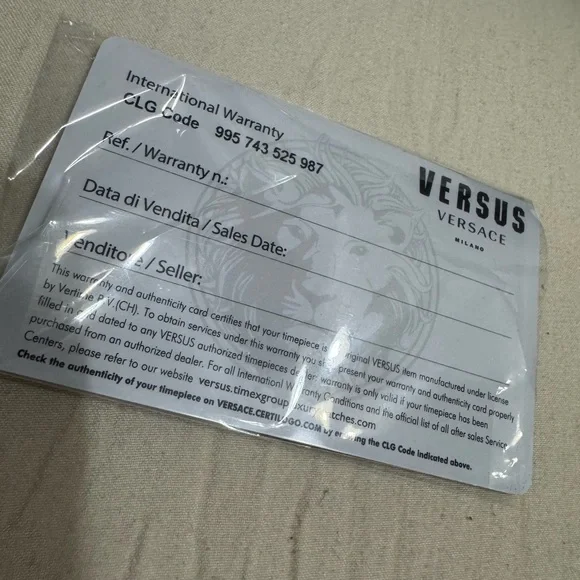 International Warranty
CLG Code 995 743 525 987
Ref. / Warranty n.:
Data di Vendita / Sales Date:
Venditore / Seller:
VERSUS
VERSACE
MILANO
This warranty and authenticity card certifies that your timepiece is original VERSUS item manufactured under license
by Vertime B.V.(CH). To obtain services under this warranty you present your warranty and authenticity card properly
filled in and dated to any VERSUS authorized timepieces warranty is only valid if your timepiece has been
purchased from an authorized dealer. For all International Warranty Conditions and the official list of all after sales Service
Centers, please refer to our website versus.timexgroup
Check the authenticity of your timepiece on VERSACE.CERTILOGO.COM by entering the CLG Code indicated above.